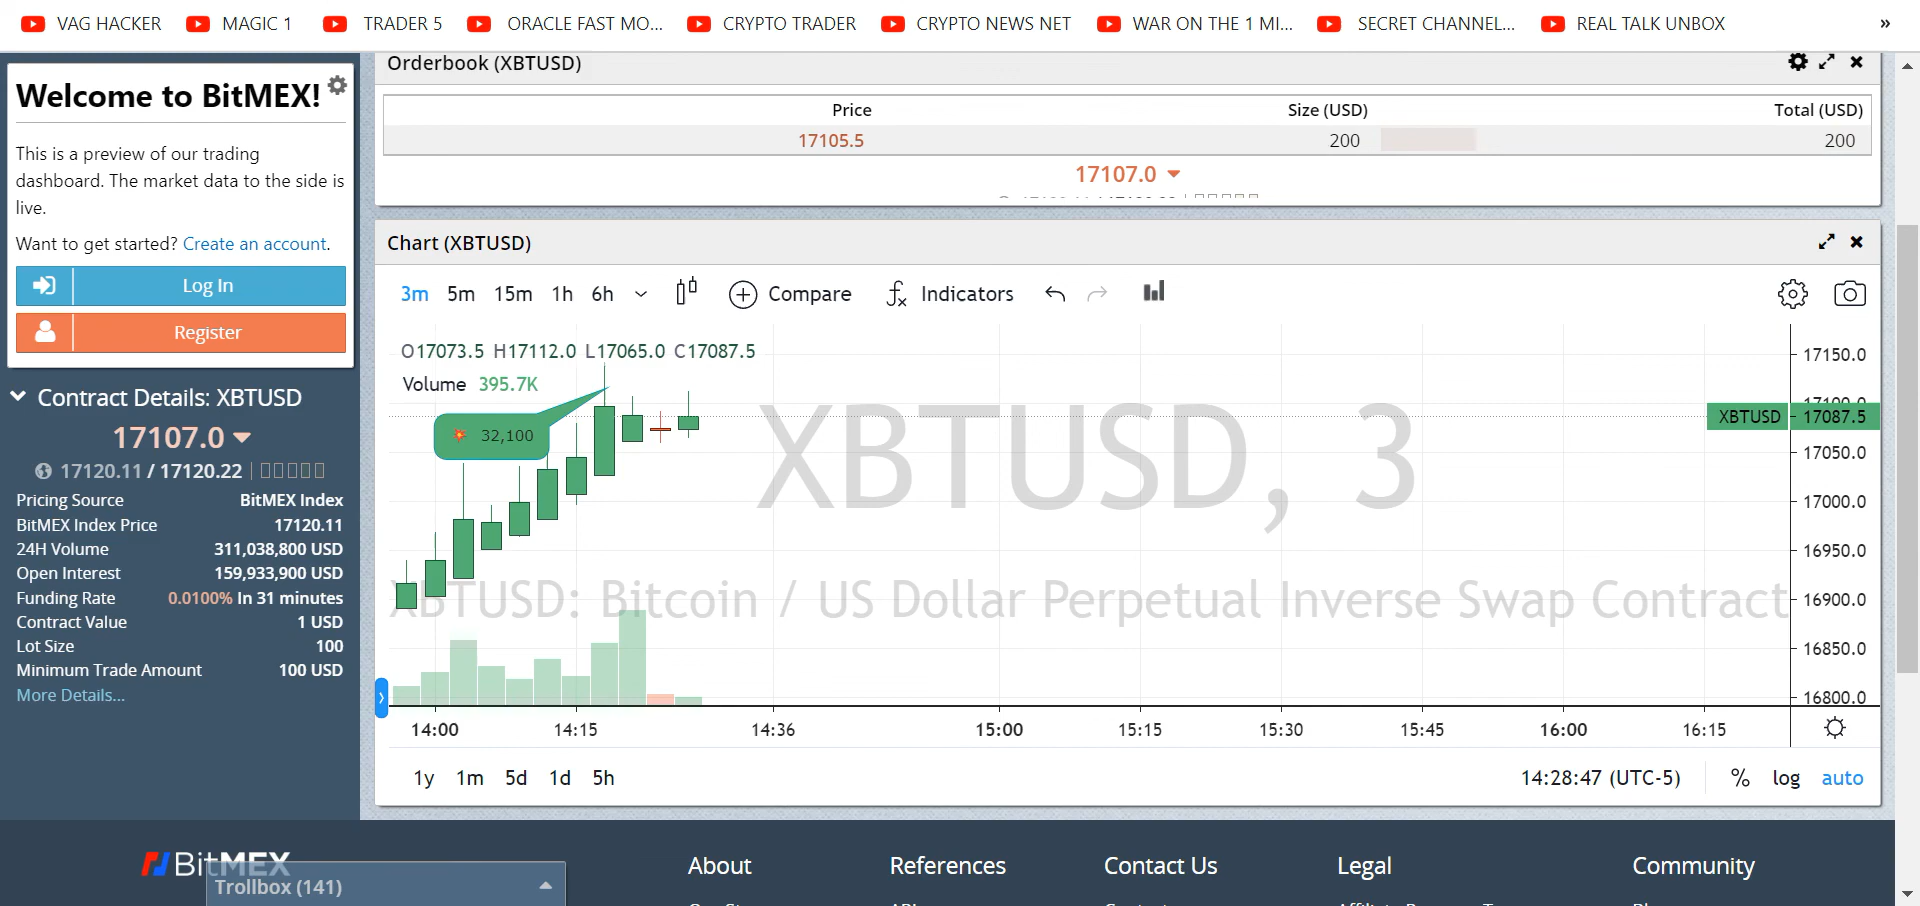 VAG HACKER MAGIC 1 TRADER 5 ORACLE FAST MO... CRYPTO TRADER CRYPTO NEWS NET WAR ON THE 1 MI... SECRET CHANNEL... REAL TALK UNBOX »
Welcome to BitMEX!
This is a preview of our trading
dashboard. The market data to the side is
live.
Want to get started? Create an account.
Log In
Register
Contract Details: XBTUSD
17107.0
17120.11 / 17120.22
Pricing Source BitMEX Index
BitMEX Index Price 17120.11
24H Volume 311,038,800 USD
Open Interest 159,933,900 USD
Funding Rate 0.0100% In 31 minutes
Contract Value 1 USD
Lot Size 100
Minimum Trade Amount 100 USD
More Details...
Orderbook (XBTUSD)
Price Size (USD) Total (USD)
17105.5 200 200
17107.0
Chart (XBTUSD)
3m 5m 15m 1h 6h Compare Indicators
O17073.5 H17112.0 L17065.0 C17087.5
Volume 395.7K
32,100
XBTUSD, 3
XBTUSD: Bitcoin / US Dollar Perpetual Inverse Swap Contract
17150.0
17100.0
XBTUSD 17087.5
17050.0
17000.0
16950.0
16900.0
16850.0
16800.0
14:00 14:15 14:36 15:00 15:15 15:30 15:45 16:00 16:15
1y 1m 5d 1d 5h 14:28:47 (UTC-5) % log auto
BitMEX
Trollbox (141)
About References Contact Us Legal Community